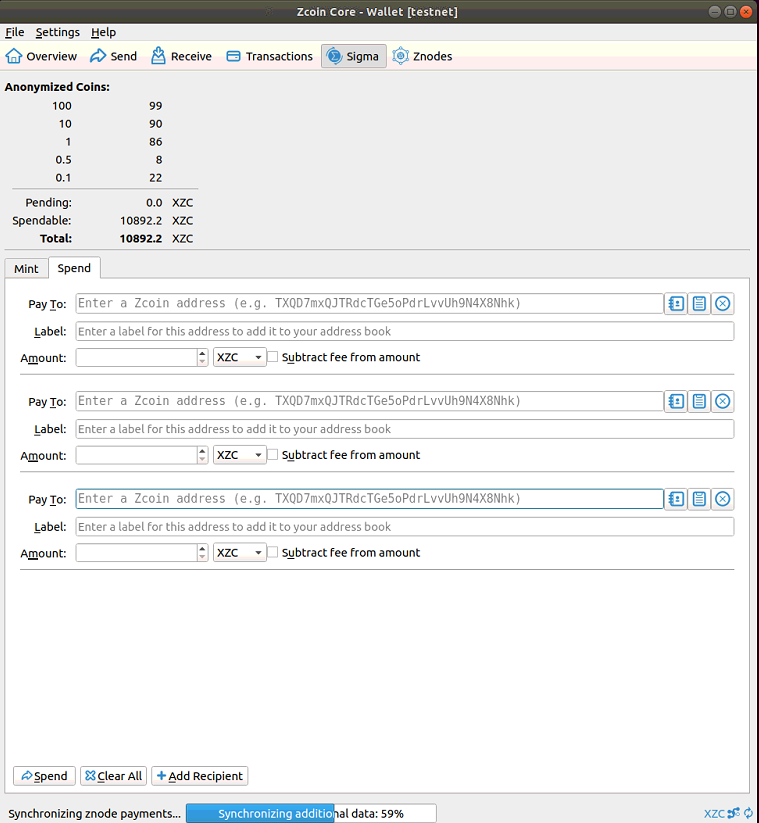 Zcoin Core - Wallet [testnet]
File Settings Help
Overview Send Receive Transactions Sigma Znodes
Anonymized Coins:
100 99
10 90
1 86
0.5 8
0.1 22
Pending: 0.0 XZC
Spendable: 10892.2 XZC
Total: 10892.2 XZC
Mint Spend
Pay To: Enter a Zcoin address (e.g. TXQD7mxQJTRdcTGe5oPdrLvvUh9N4X8Nhk)
Label: Enter a label for this address to add it to your address book
Amount: XZC Subtract fee from amount
Pay To: Enter a Zcoin address (e.g. TXQD7mxQJTRdcTGe5oPdrLvvUh9N4X8Nhk)
Label: Enter a label for this address to add it to your address book
Amount: XZC Subtract fee from amount
Pay To: Enter a Zcoin address (e.g. TXQD7mxQJTRdcTGe5oPdrLvvUh9N4X8Nhk)
Label: Enter a label for this address to add it to your address book
Amount: XZC Subtract fee from amount
Spend Clear All Add Recipient
Synchronizing znode payments... Synchronizing additional data: 59% XZC